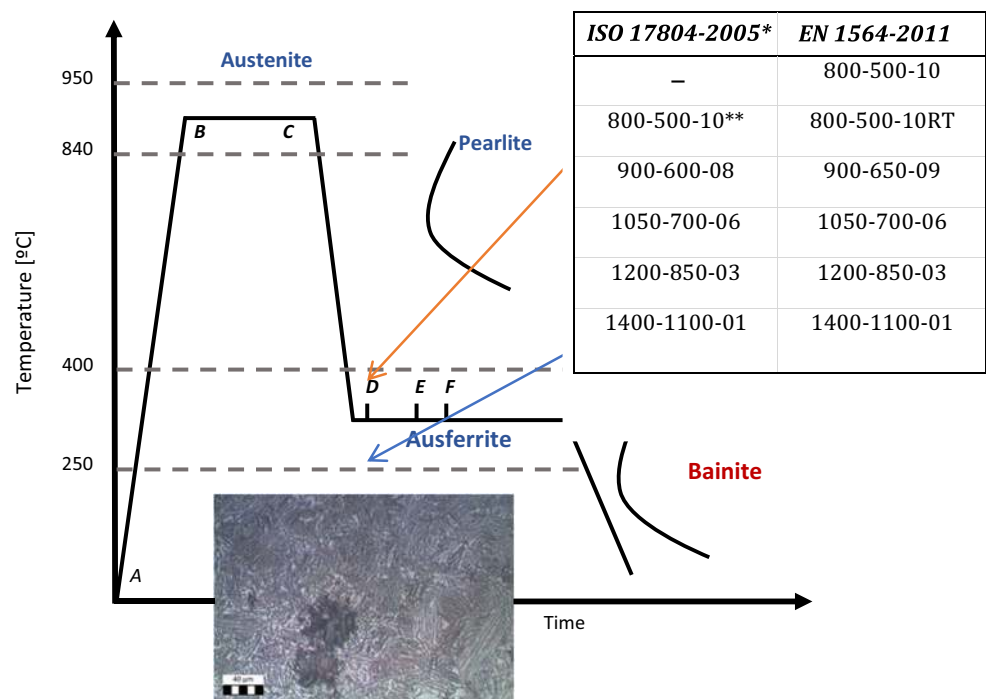 ISO 17804-2005* EN 1564-2011
– 800-500-10
800-500-10** 800-500-10RT
900-600-08 900-650-09
1050-700-06 1050-700-06
1200-850-03 1200-850-03
1400-1100-01 1400-1100-01
Austenite
950
B C
840
Pearlite
Temperature [ºC]
400
D E F
Ausferrite
250
Bainite
A
Time
40 µm